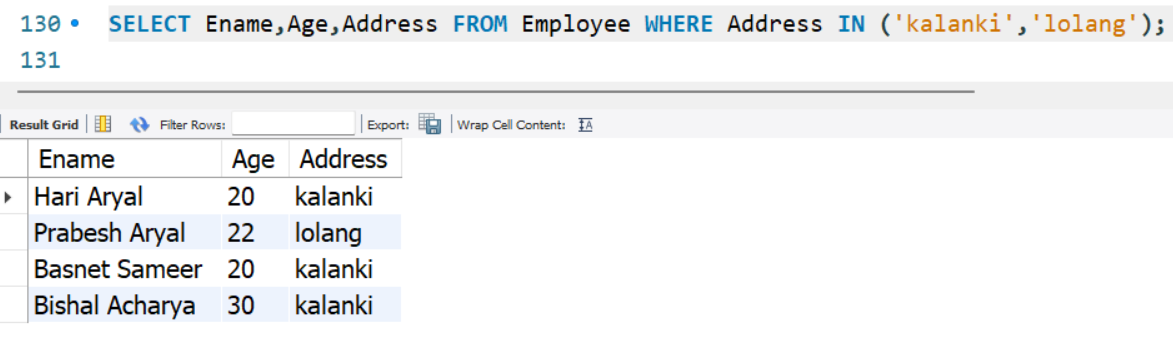 130 SELECT Ename,Age,Address FROM Employee WHERE Address IN ('kalanki','lolang');
131
Result Grid Filter Rows: Export: Wrap Cell Content: IA
Ename Age Address
Hari Aryal 20 kalanki
Prabesh Aryal 22 lolang
Basnet Sameer 20 kalanki
Bishal Acharya 30 kalanki